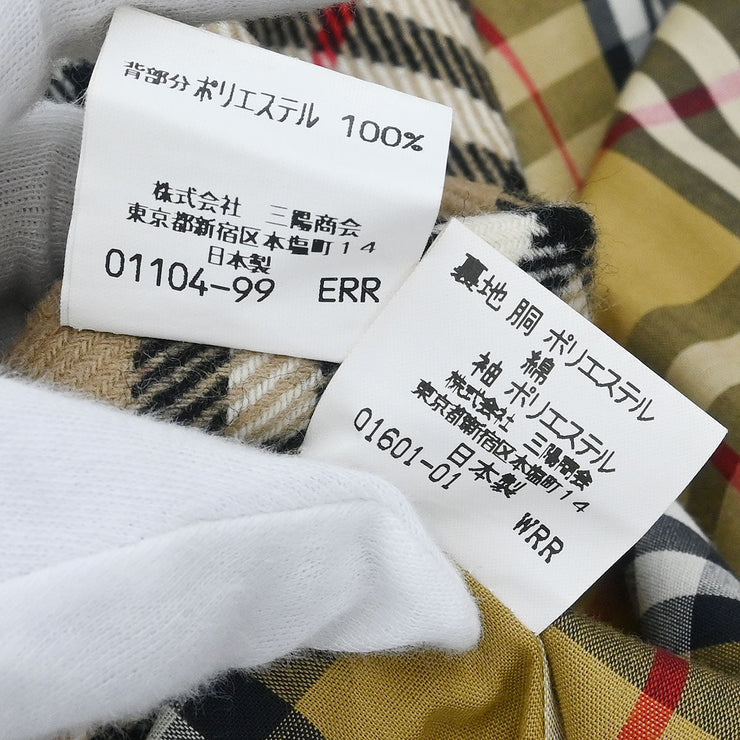 背部分 ポリエステル 100%
株式会社 三陽商会
東京都新宿区本塩町14
日本製
01104-99 ERR
裏地 胴 ポリエステル
綿
袖 ポリエステル
株式会社 三陽商会
東京都新宿区本塩町14
日本製
01601-01 WRR